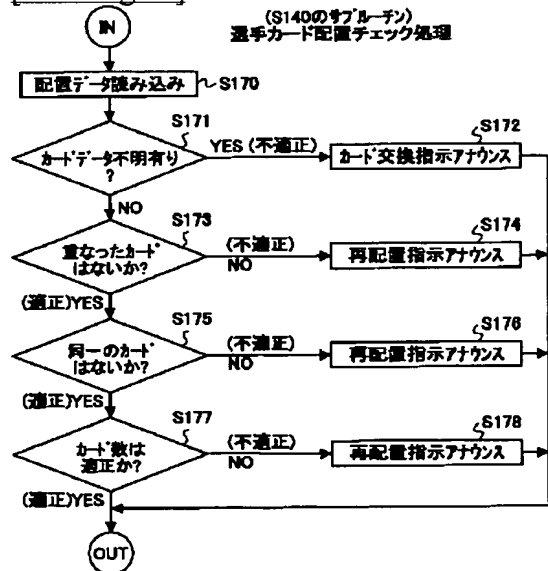 (S140のサブルーチン)
選手カード配置チェック処理
IN
配置データ読み込み
S170
S171
カードデータ不明有り
?
YES (不適正)
S172
カード交換指示アナウンス
NO
S173
重なったカード
はないか?
(不適正)
NO
S174
再配置指示アナウンス
(適正)YES
S175
同一のカード
はないか?
(不適正)
NO
S176
再配置指示アナウンス
(適正)YES
S177
カード数は
適正か?
(不適正)
NO
S178
再配置指示アナウンス
(適正)YES
OUT